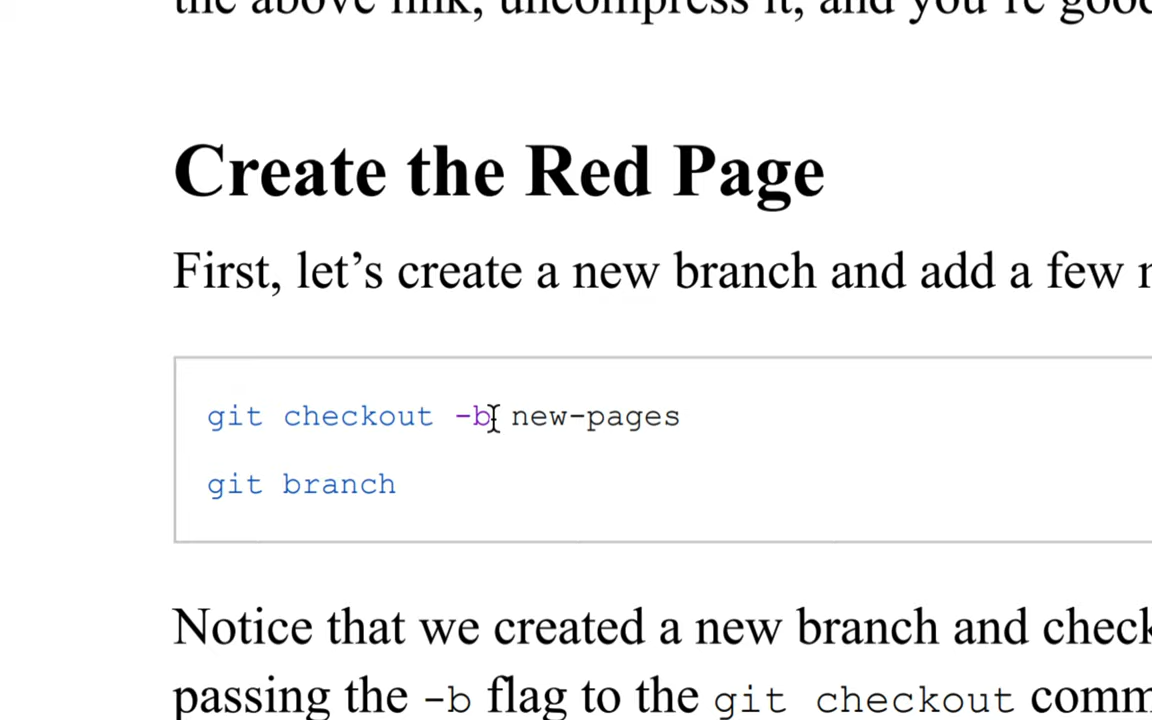 the above link, uncompress it, and you're good
Create the Red Page
First, let’s create a new branch and add a few
git checkout -b new-pages
git branch
Notice that we created a new branch and check
passing the -b flag to the git checkout comm